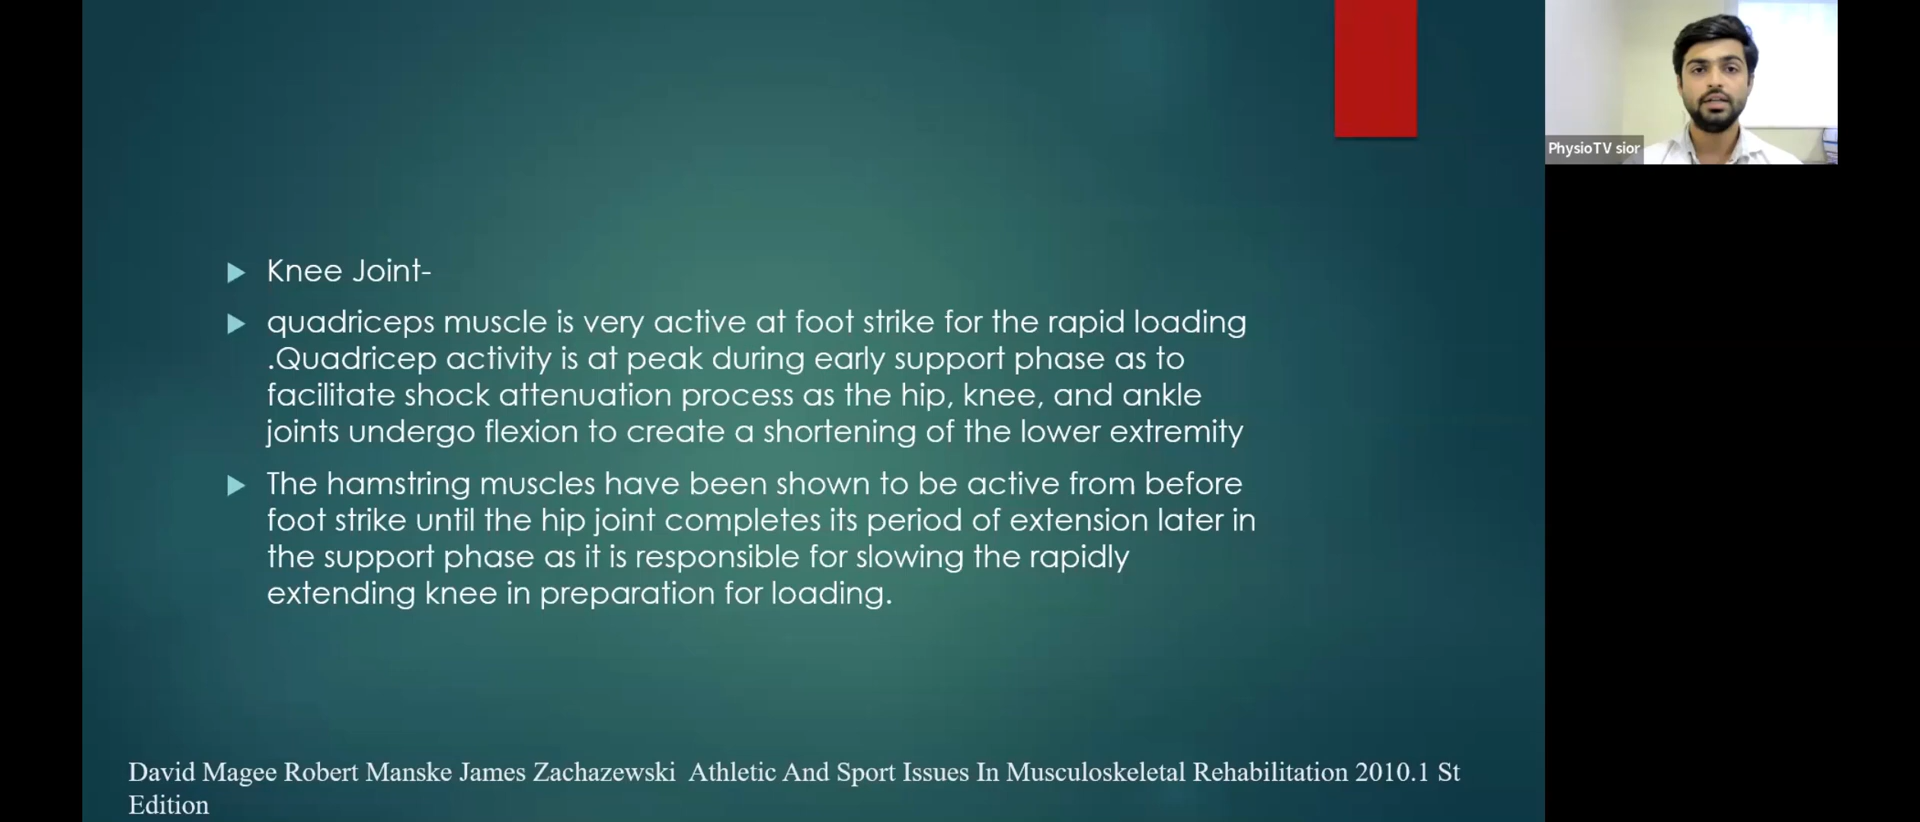 PhysioTV sior
Knee Joint-
quadriceps muscle is very active at foot strike for the rapid loading
.Quadricep activity is at peak during early support phase as to
facilitate shock attenuation process as the hip, knee, and ankle
joints undergo flexion to create a shortening of the lower extremity
The hamstring muscles have been shown to be active from before
foot strike until the hip joint completes its period of extension later in
the support phase as it is responsible for slowing the rapidly
extending knee in preparation for loading.
David Magee Robert Manske James Zachazewski  Athletic And Sport Issues In Musculoskeletal Rehabilitation 2010.1 St
Edition